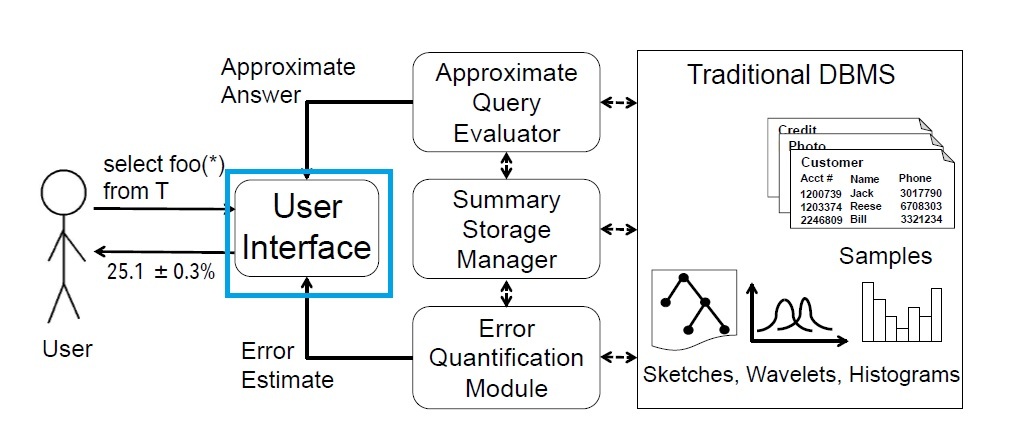 Approximate
Answer
select foo(*)
from T
25.1 ± 0.3%
User
User
Interface
Error
Estimate
Approximate
Query
Evaluator
Summary
Storage
Manager
Error
Quantification
Module
Traditional DBMS
Credit
Photo
Customer
Acct # Name Phone
1200739 Jack 3017790
1203374 Reese 6708303
2246809 Bill 3321234
Samples
Sketches, Wavelets, Histograms